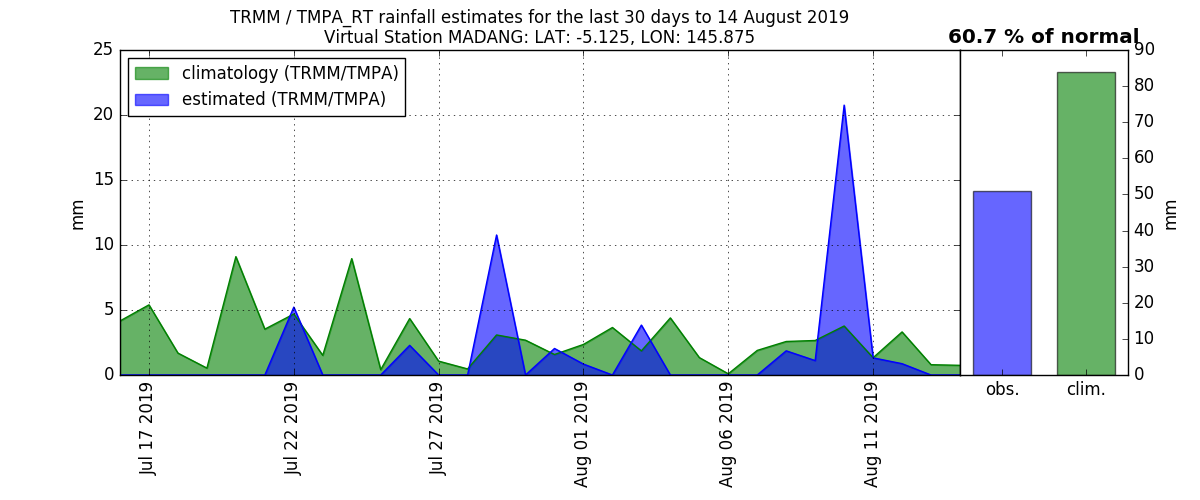 TRMM / TMPA_RT rainfall estimates for the last 30 days to 14 August 2019
Virtual Station MADANG: LAT: -5.125, LON: 145.875
60.7 % of normal
climatology (TRMM/TMPA)
estimated (TRMM/TMPA)
25
20
15
10
5
0
mm
90
80
70
60
50
40
30
20
10
0
mm
Jul 17 2019
Jul 22 2019
Jul 27 2019
Aug 01 2019
Aug 06 2019
Aug 11 2019
obs.
clim.